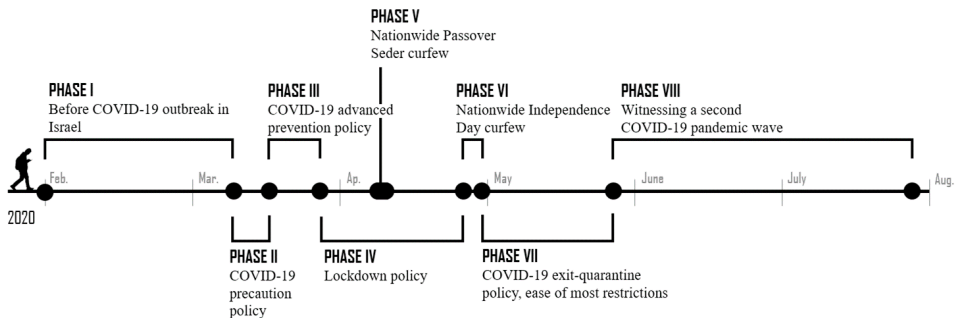 PHASE V
Nationwide Passover
Seder curfew
PHASE I
Before COVID-19 outbreak in
Israel
PHASE III
COVID-19 advanced
prevention policy
PHASE VI
Nationwide Independence
Day curfew
PHASE VIII
Witnessing a second
COVID-19 pandemic wave
Feb.
Mar.
Ap.
May
June
July
Aug.
2020
PHASE II
COVID-19
precaution
policy
PHASE IV
Lockdown policy
PHASE VII
COVID-19 exit-quarantine
policy, ease of most restrictions